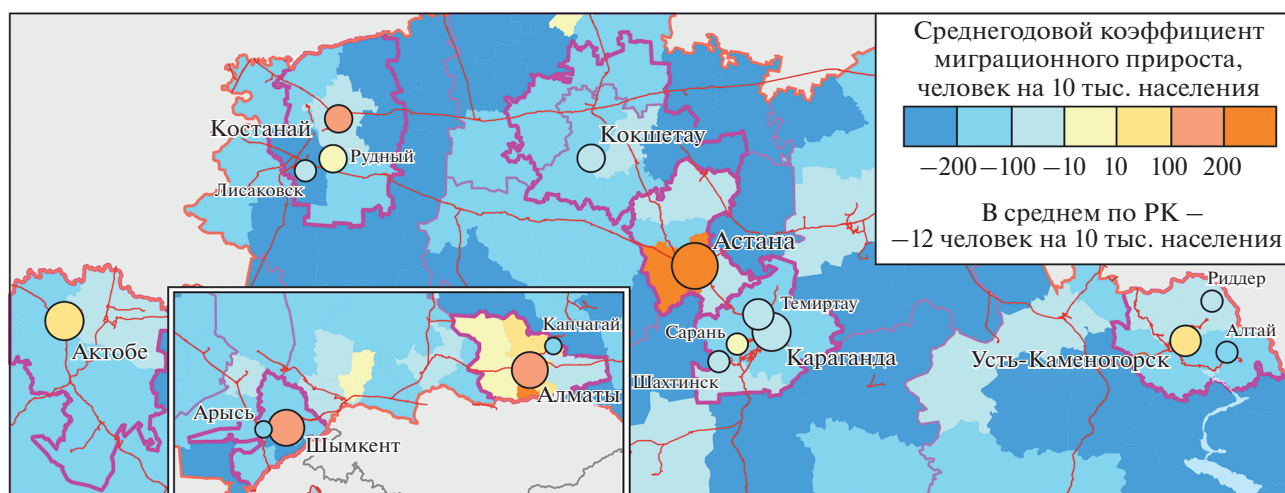 Среднегодовой коэффициент
миграционного прироста,
человек на 10 тыс. населения
−200 −100 −10 10 100 200
В среднем по РК −
−12 человек на 10 тыс. населения
Костанай
Рудный
Лисаковск
Кокшетау
Астана
Темиртау
Сарань
Караганда
Шахтинск
Риддер
Алтай
Усть-Каменогорск
Актобе
Капчагай
Алматы
Арысь
Шымкент